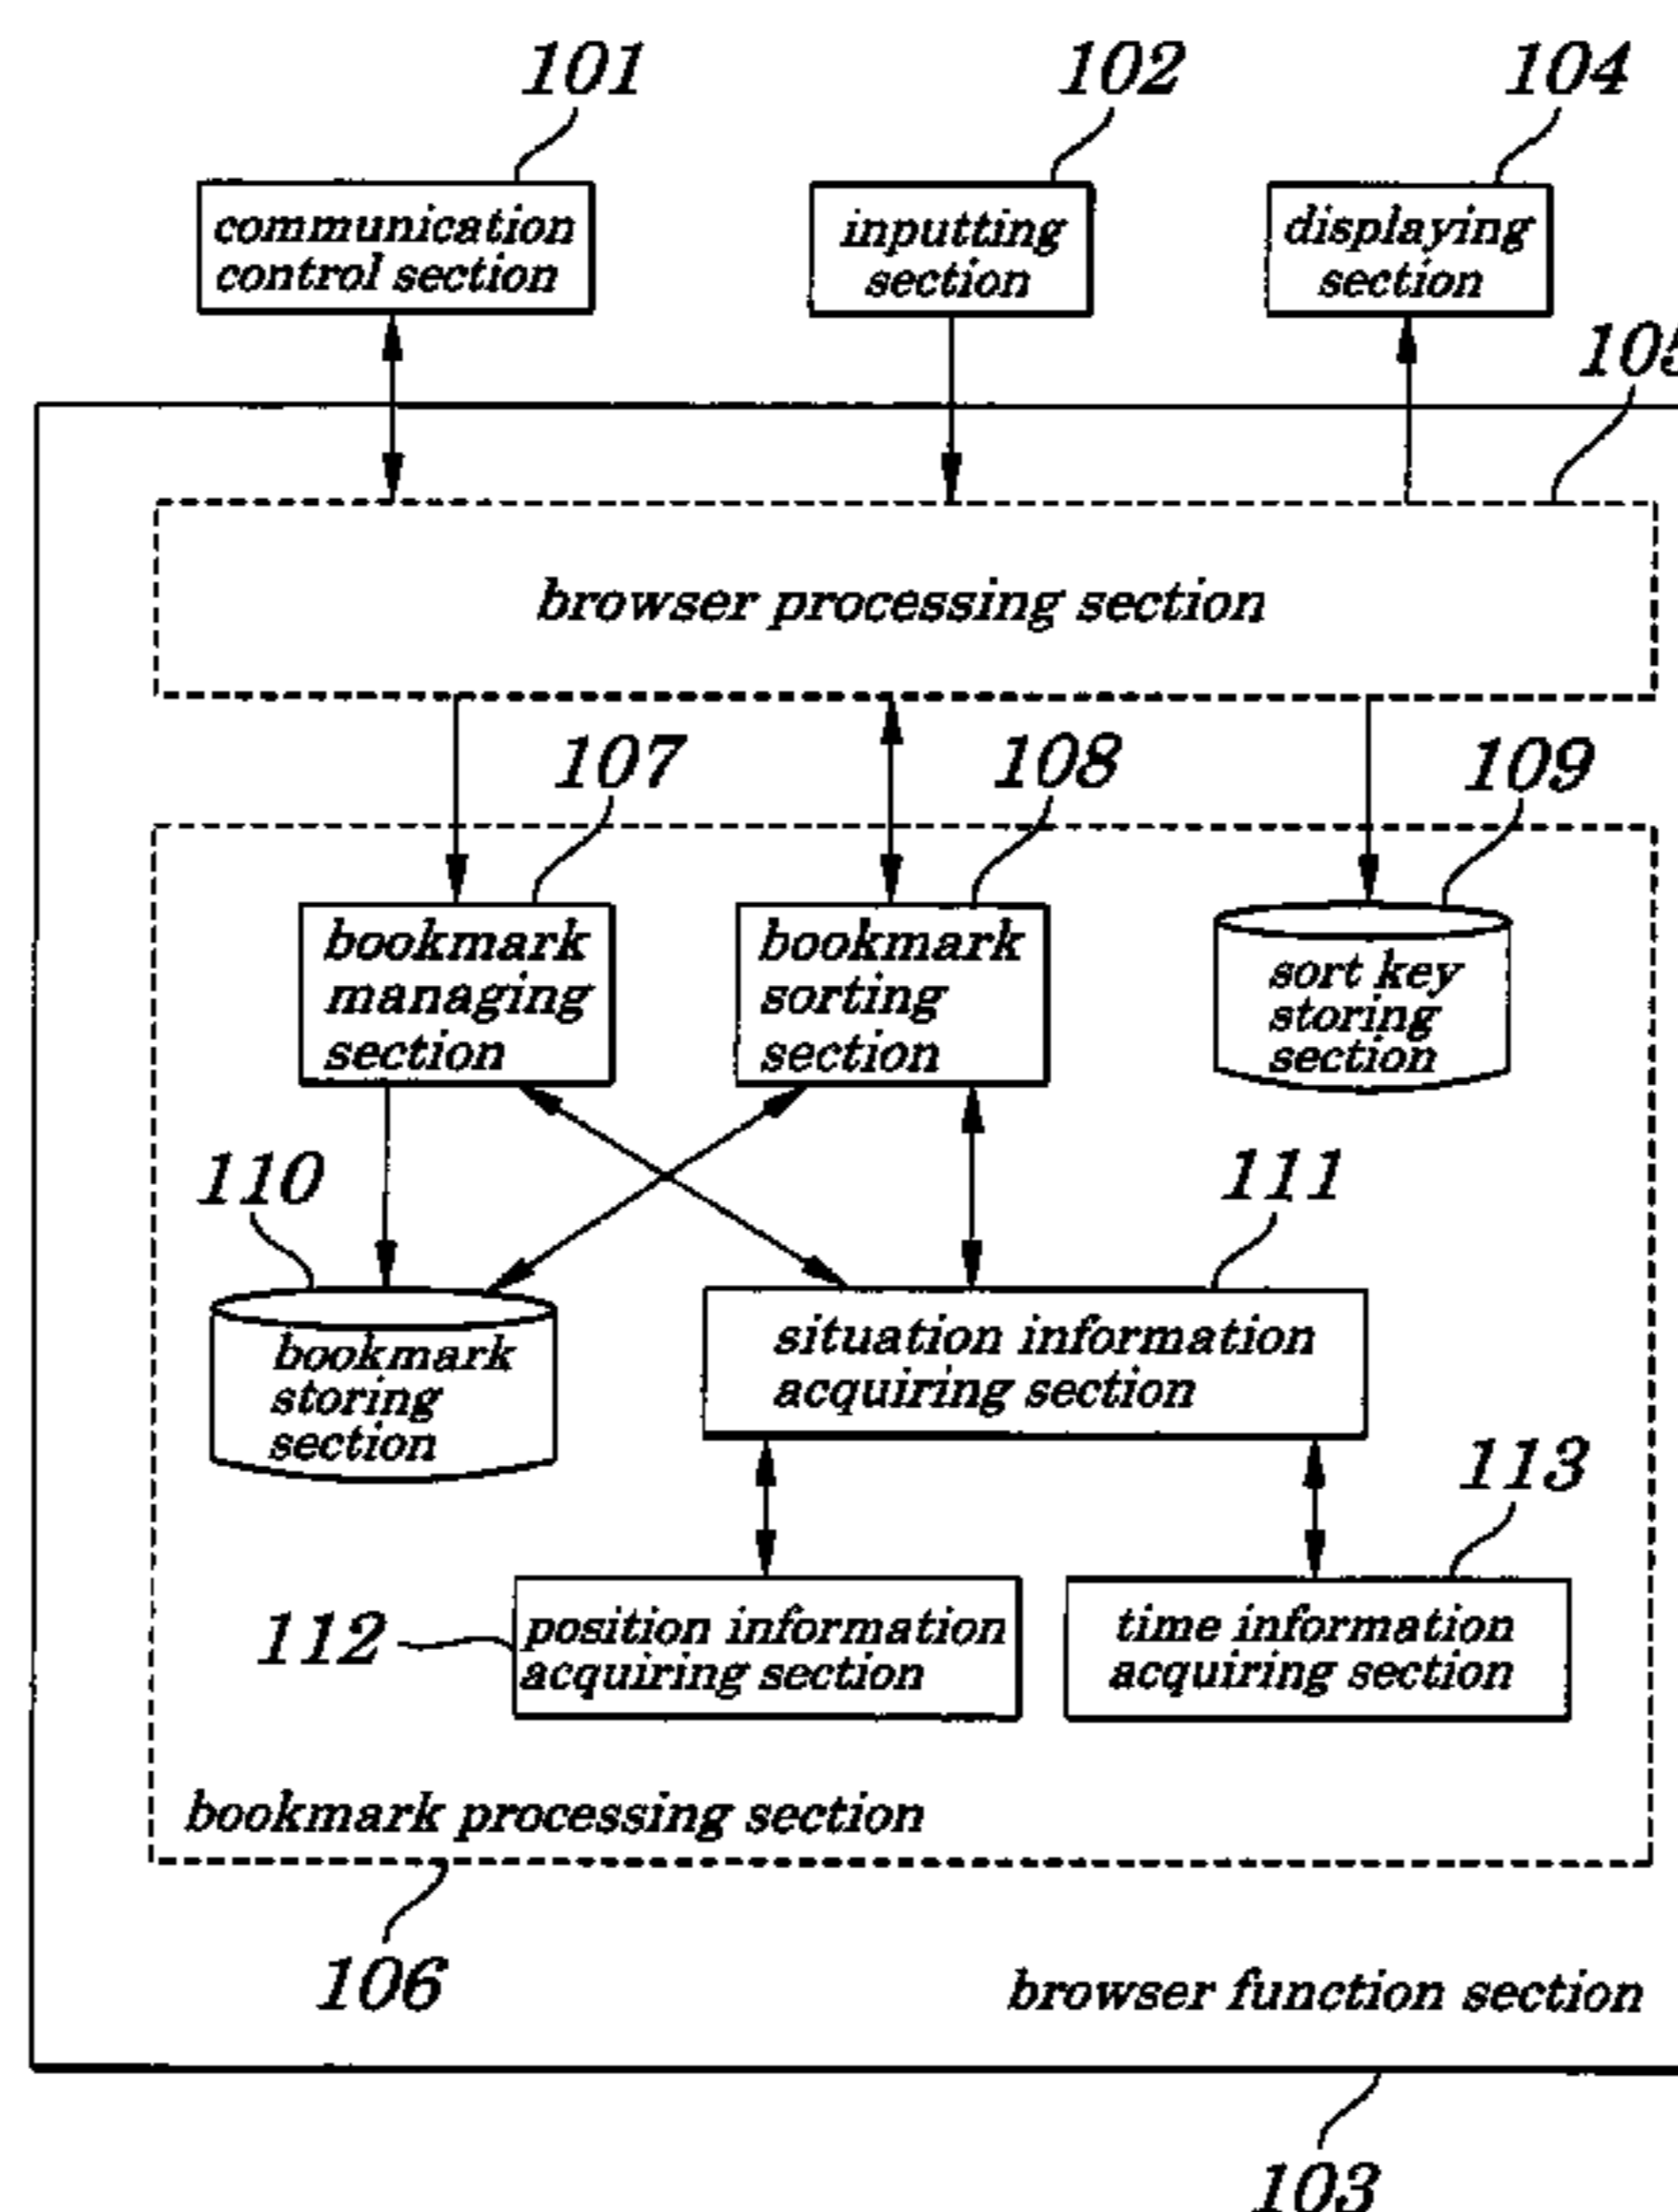 101
102
104
communication
control section
inputting
section
displaying
section
105
browser processing section
107
108
109
bookmark
managing
section
bookmark
sorting
section
sort key
storing
section
110
111
bookmark
storing
section
situation information
acquiring section
113
112
position information
acquiring section
time information
acquiring section
bookmark processing section
106
browser function section
103